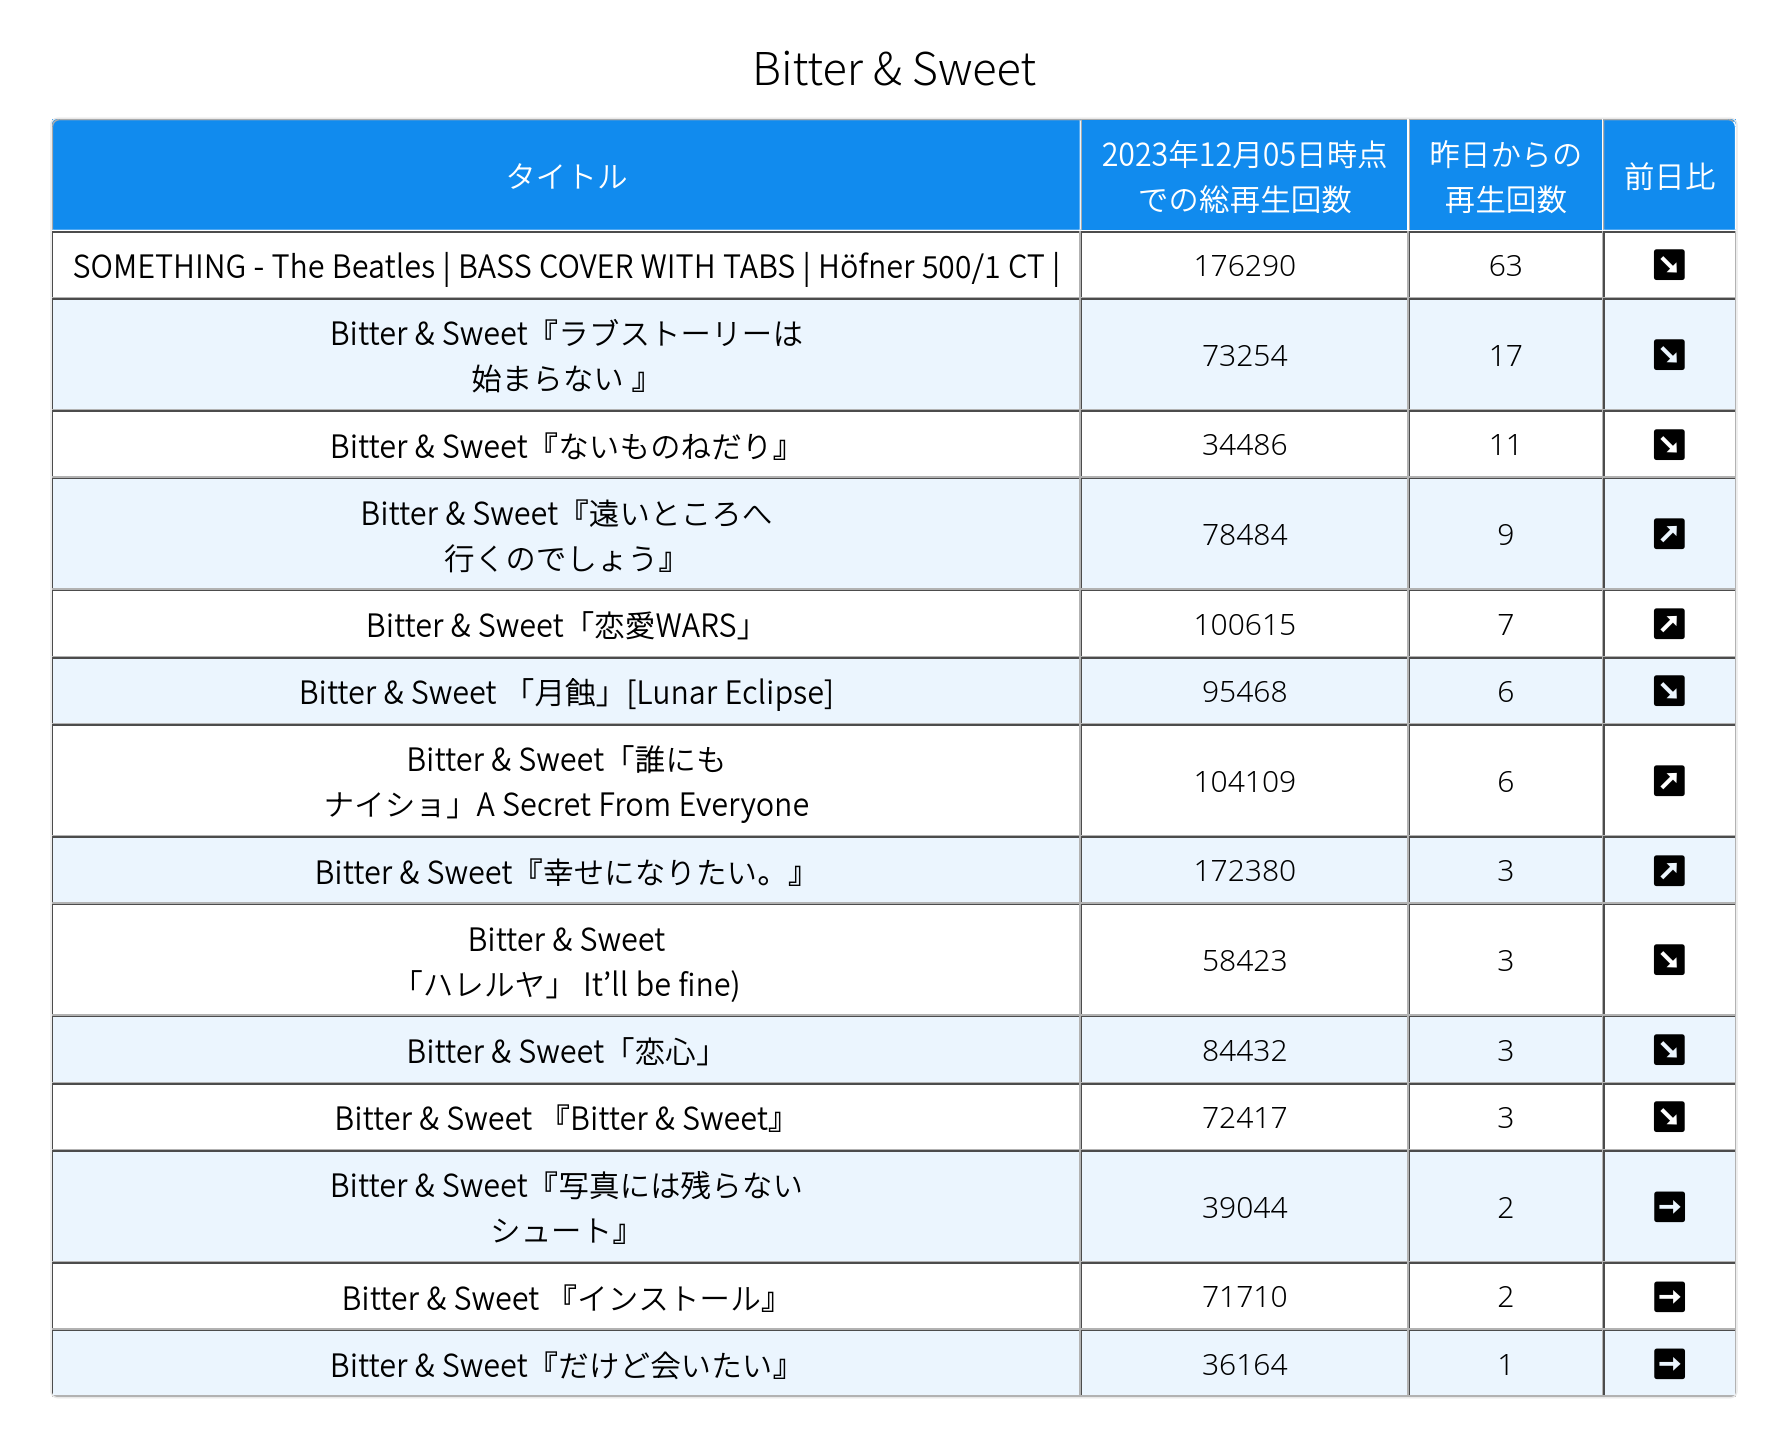 Bitter & Sweet
タイトル
2023年12月05日時点
での総再生回数
昨日からの
再生回数
前日比
SOMETHING - The Beatles | BASS COVER WITH TABS | Höfner 500/1 CT |
176290
63
Bitter & Sweet『ラブストーリーは
始まらない 』
73254
17
Bitter & Sweet『ないものねだり』
34486
11
Bitter & Sweet『遠いところへ
行くのでしょう』
78484
9
Bitter & Sweet「恋愛WARS」
100615
7
Bitter & Sweet 「月蝕」[Lunar Eclipse]
95468
6
Bitter & Sweet「誰にも
ナイショ」A Secret From Everyone
104109
6
Bitter & Sweet『幸せになりたい。』
172380
3
Bitter & Sweet
「ハレルヤ」 It’ll be fine)
58423
3
Bitter & Sweet「恋心」
84432
3
Bitter & Sweet 『Bitter & Sweet』
72417
3
Bitter & Sweet『写真には残らない
シュート』
39044
2
Bitter & Sweet 『インストール』
71710
2
Bitter & Sweet『だけど会いたい』
36164
1